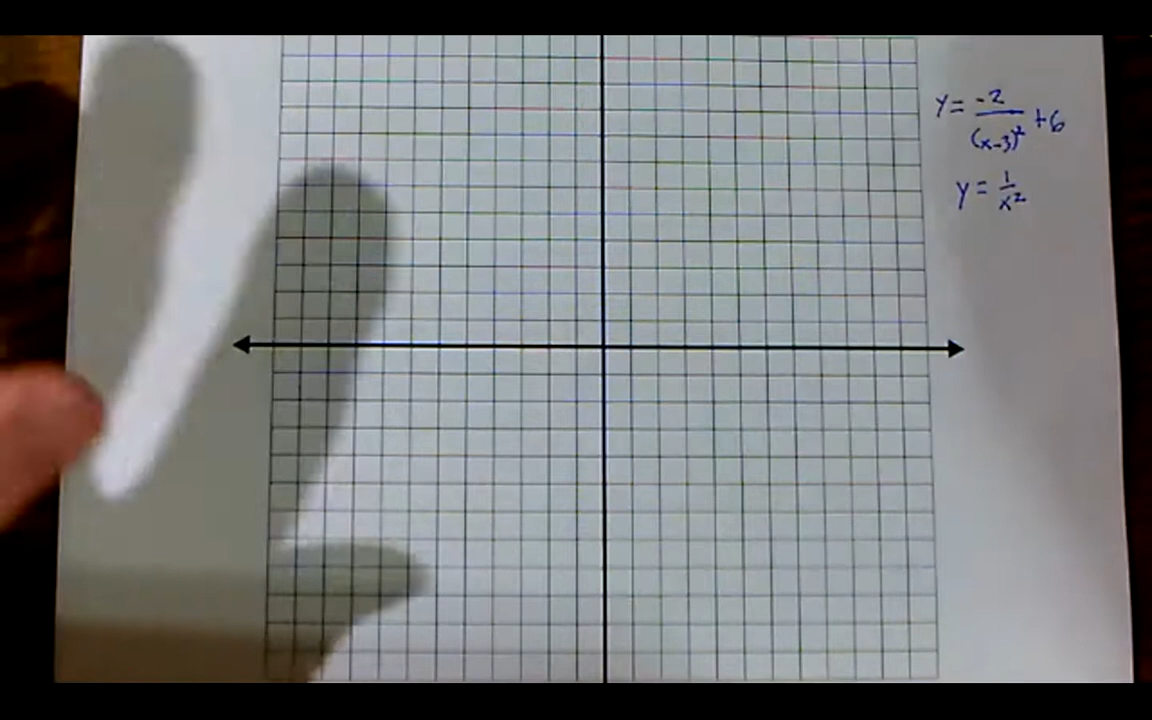 y = -2/(x-3)² + 6
y = 1/x²